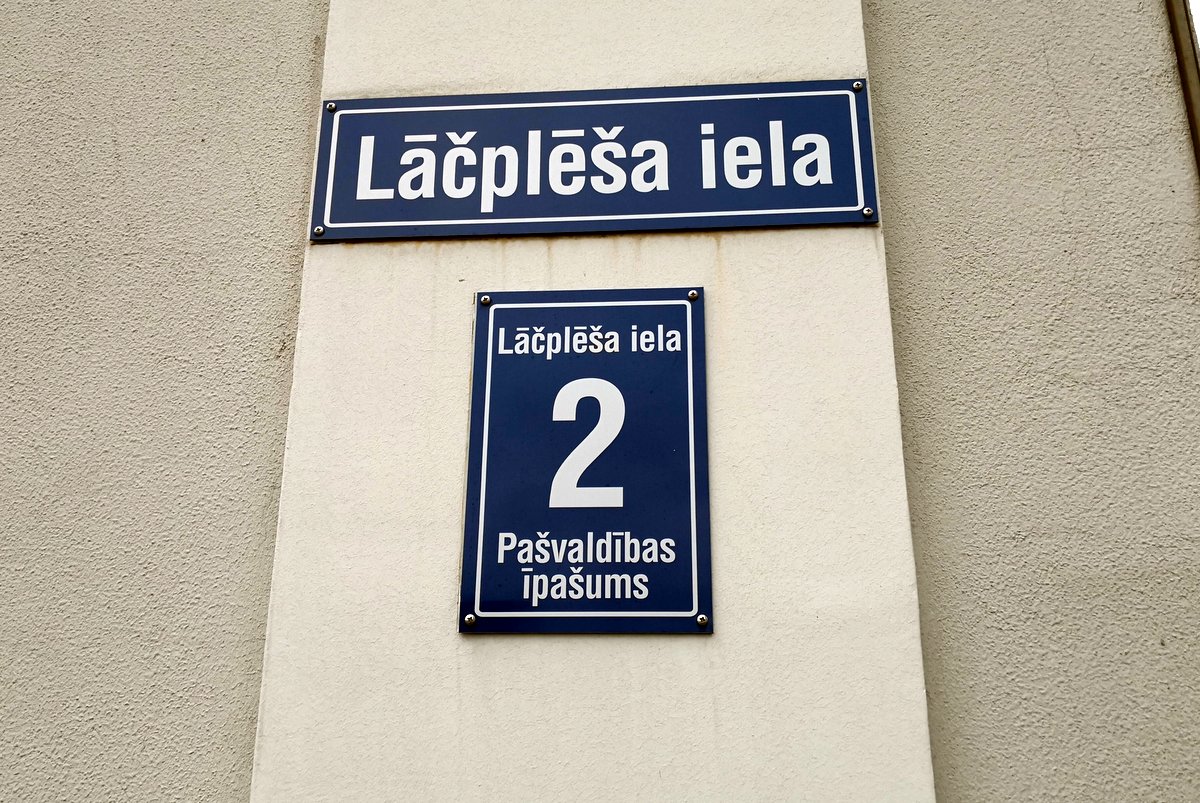 Lāčplēša iela
Lāčplēša iela
2
Pašvaldības
īpašums